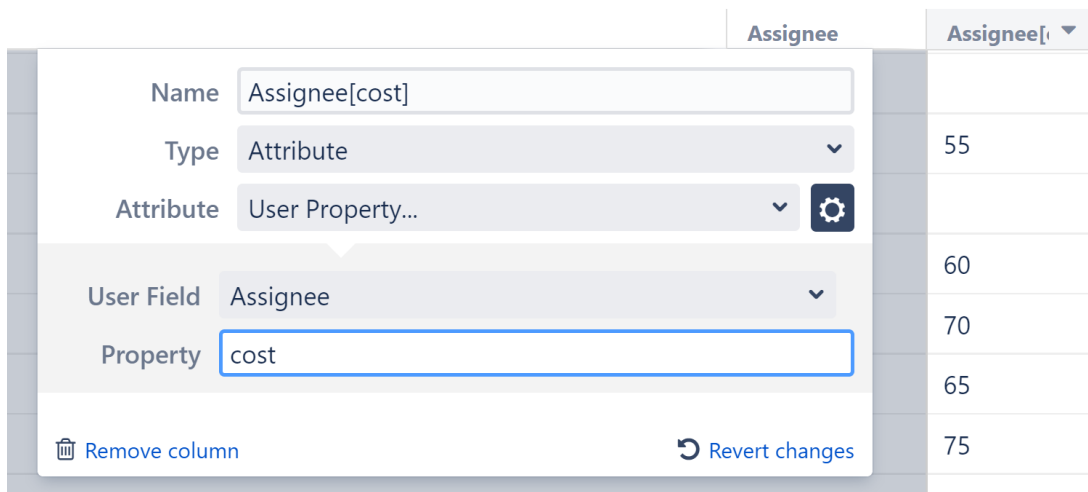 Assignee Assignee[
Name Assignee[cost]
Type Attribute
55
Attribute User Property...
60
User Field Assignee
70
Property cost
65
Remove column Revert changes
75